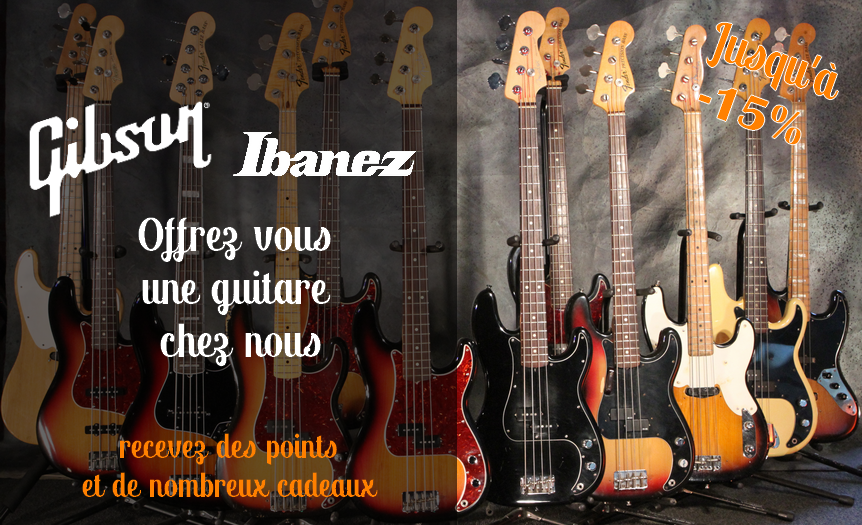 Gibson
Ibanez
Jusqu'à
-15%
Offrez vous
une guitare
chez nous
recevez des points
et de nombreux cadeaux